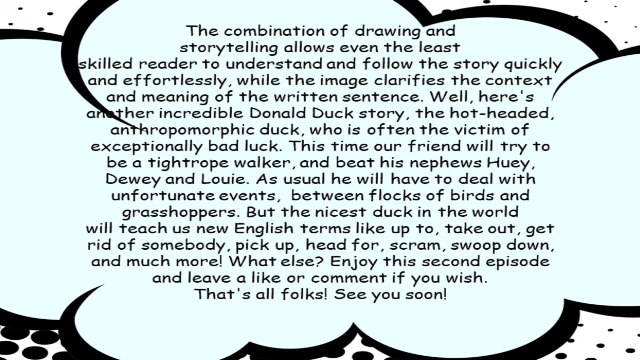 The combination of drawing and
storytelling allows even the least
skilled reader to understand and follow the story quickly
and effortlessly, while the image clarifies the context
and meaning of the written sentence. Well, here's
another incredible Donald Duck story, the hot-headed,
anthropomorphic duck, who is often the victim of
exceptionally bad luck. This time our friend will try to
be a tightrope walker, and beat his nephews Huey,
Dewey and Louie. As usual he will have to deal with
unfortunate events,  between flocks of birds and
grasshoppers. But the nicest duck in the world
will teach us new English terms like up to, take out, get
rid of somebody, pick up, head for, scram, swoop down,
and much more! What else? Enjoy this second episode
and leave a like or comment if you wish.
That's all folks! See you soon!